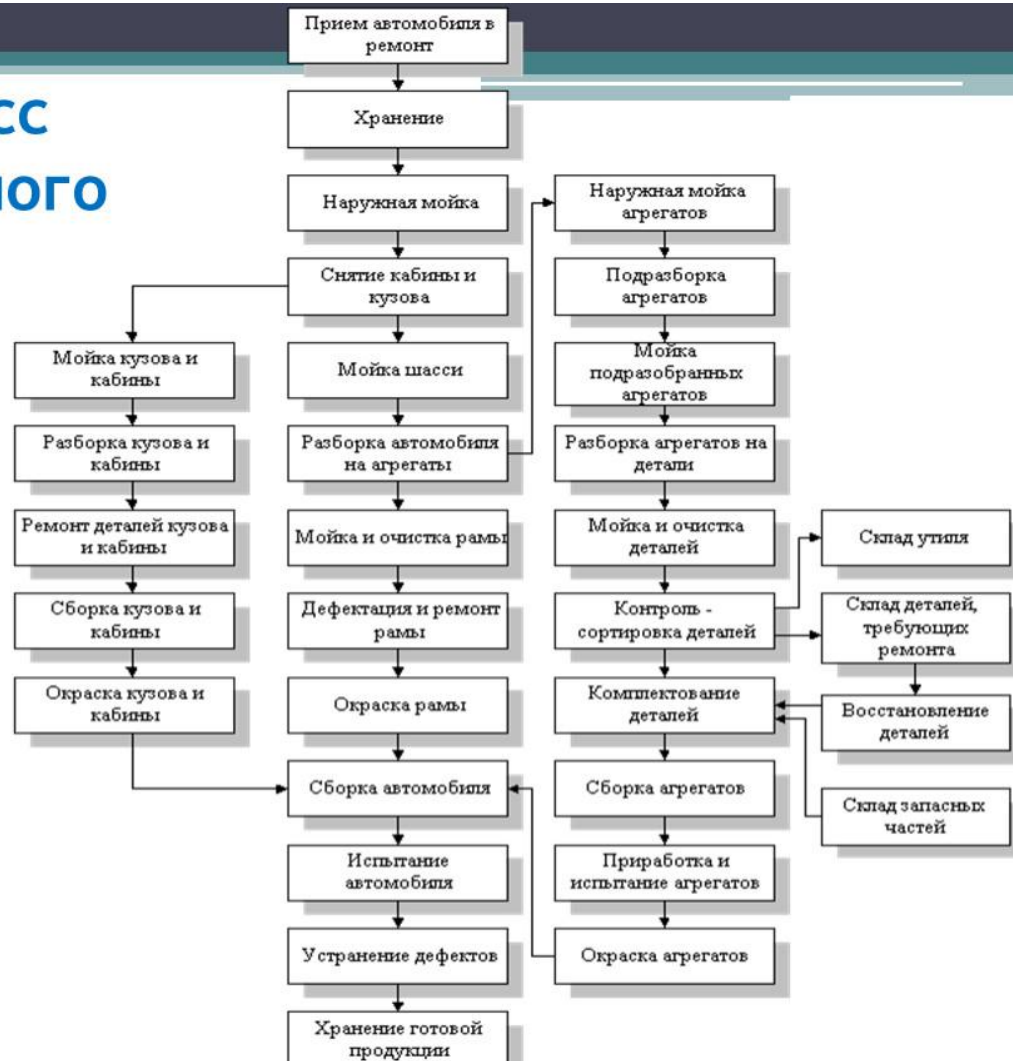 сс
ого
Прием автомобиля в
ремонт
Хранение
Наружная мойка
Снятие кабины и
кузова
Мойка шасси
Разборка автомобиля
на агрегаты
Мойка и очистка рамы
Дефектация и ремонт
рамы
Окраска рамы
Сборка автомобиля
Испытание
автомобиля
Устранение дефектов
Хранение готовой
продукции
Мойка кузова и
кабины
Разборка кузова и
кабины
Ремонт деталей кузова
и кабины
Сборка кузова и
кабины
Окраска кузова и
кабины
Наружная мойка
агрегатов
Подразборка
агрегатов
Мойка
подразобранных
агрегатов
Разборка агрегатов на
детали
Мойка и очистка
деталей
Контроль -
сортировка деталей
Комплектование
деталей
Сборка агрегатов
Приработка и
испытание агрегатов
Окраска агрегатов
Склад утиля
Склад деталей,
требующих
ремонта
Восстановление
деталей
Склад запасных
частей